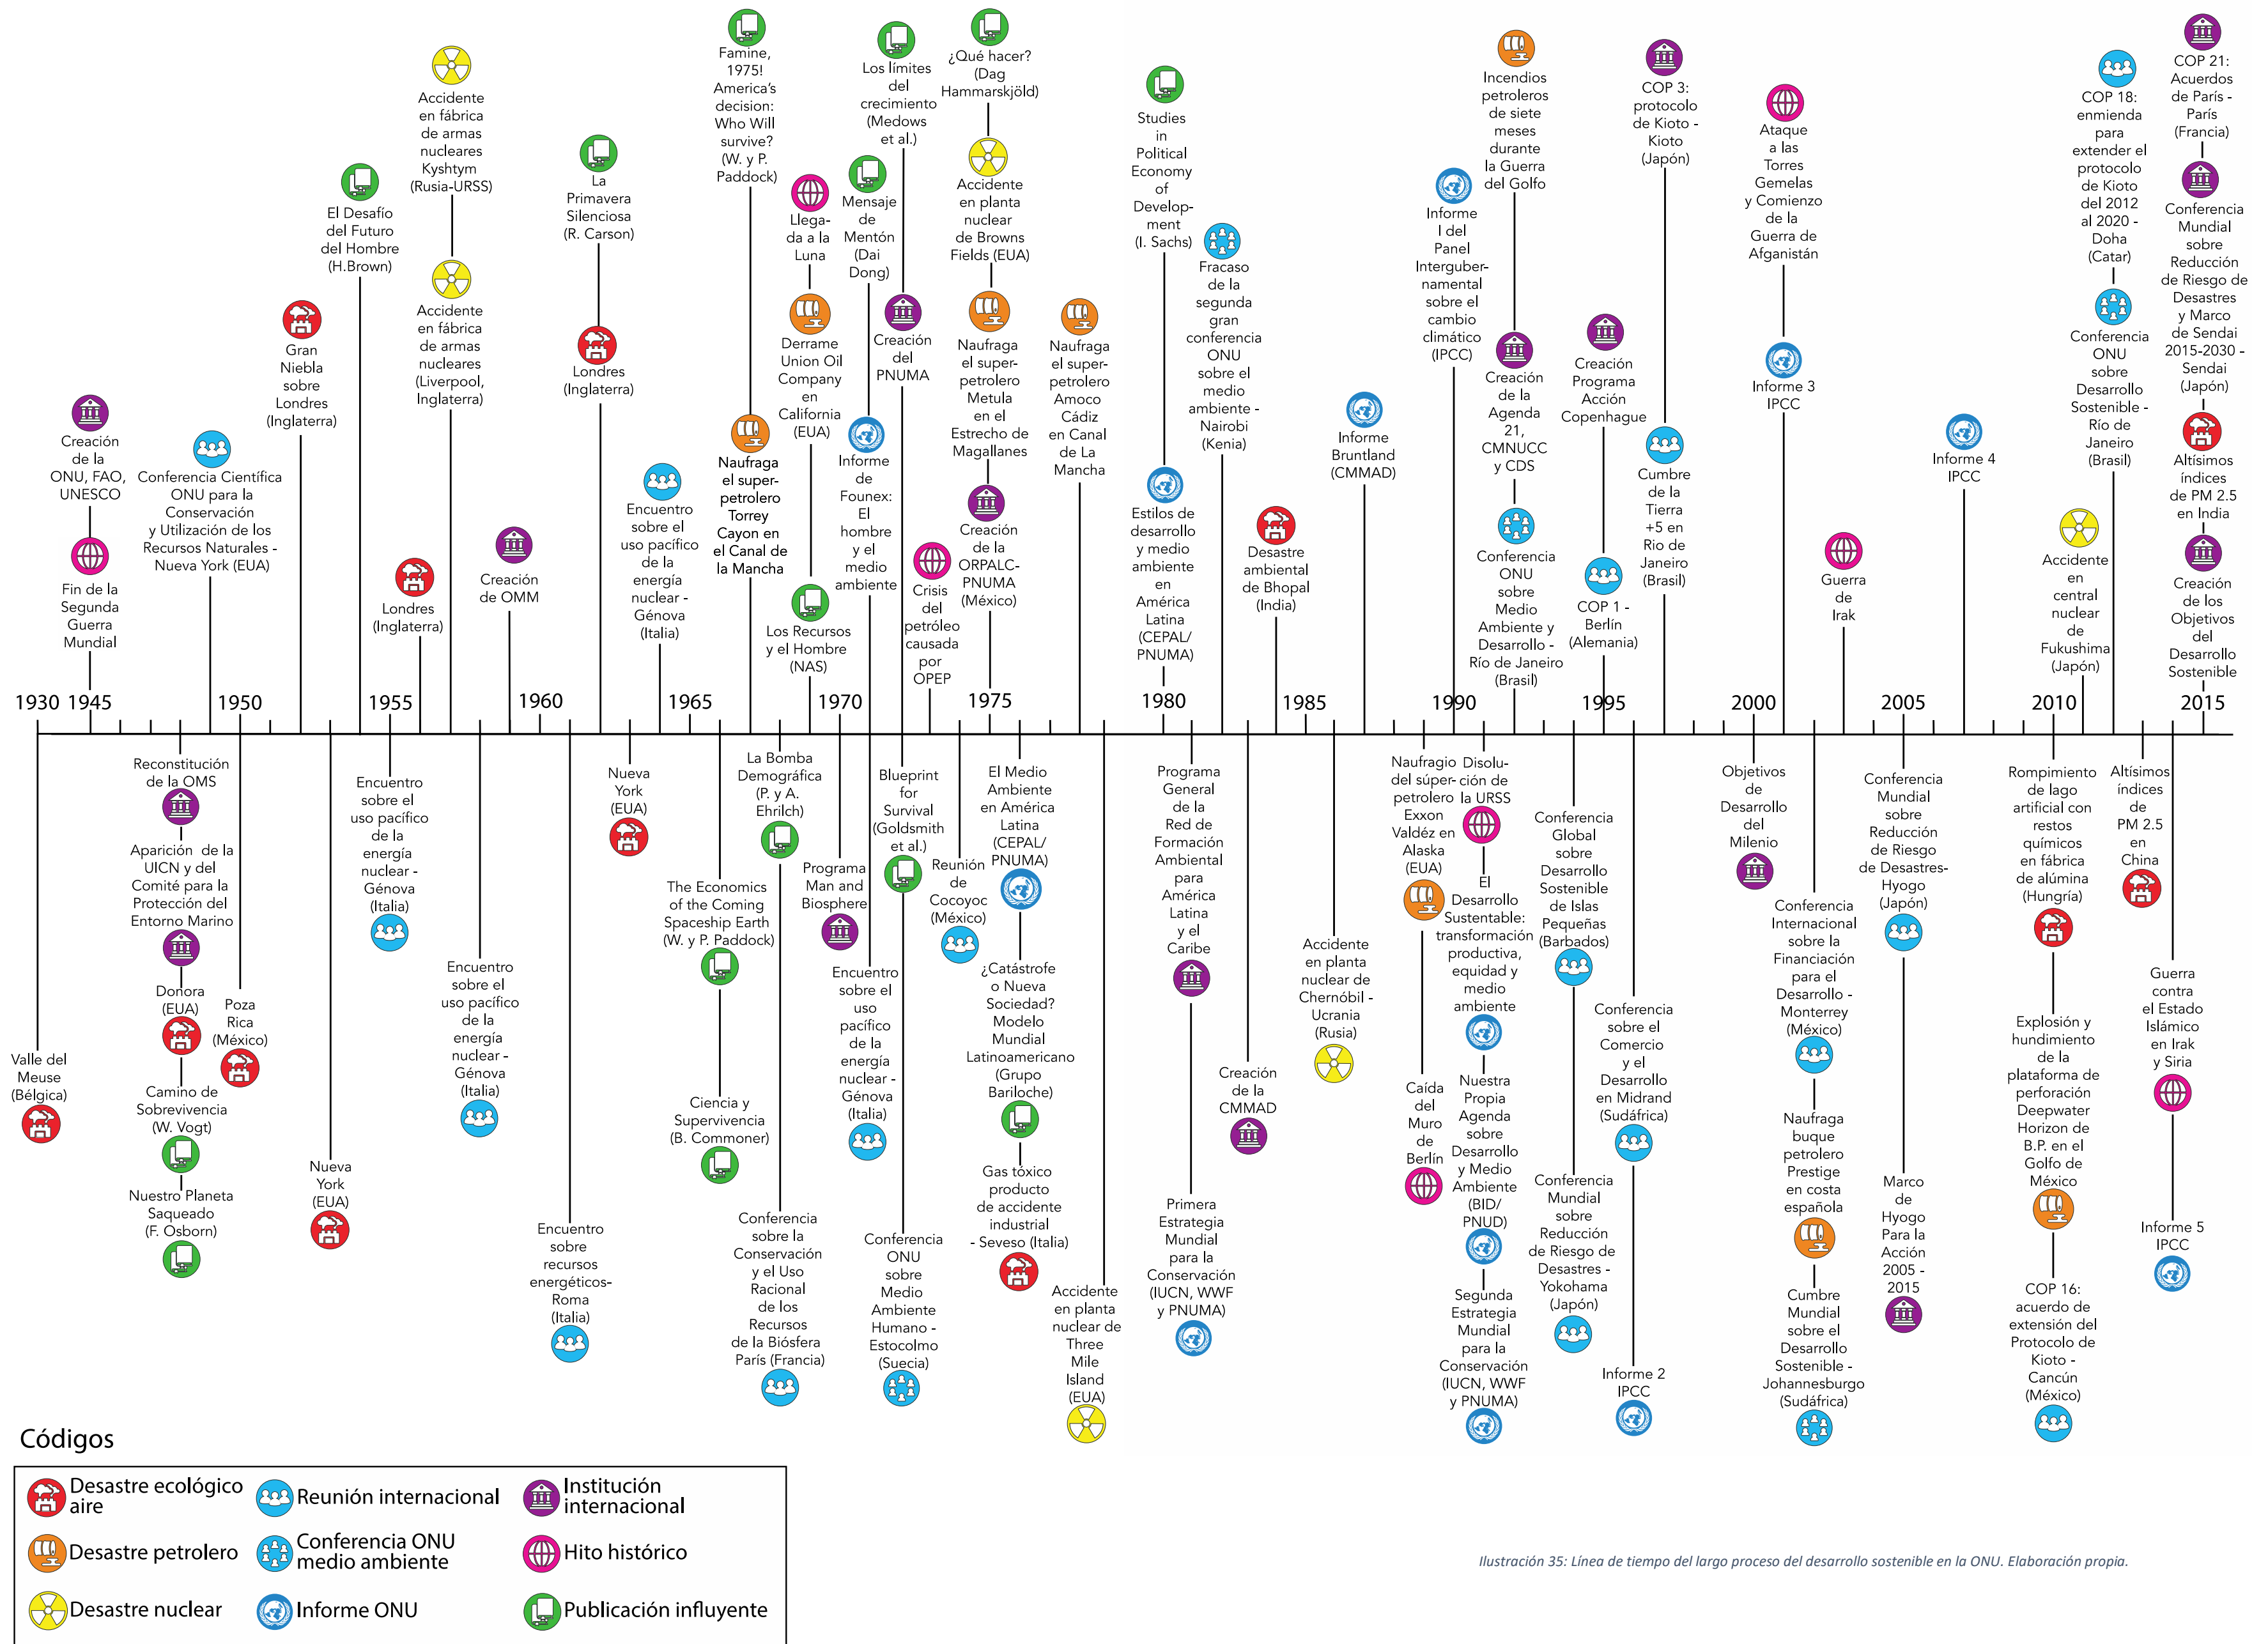 Creación
de la
ONU, FAO,
UNESCO
Fin de la
Segunda
Guerra
Mundial
Conferencia Científica
ONU para la
Conservación
y Utilización de los
Recursos Naturales -
Nueva York (EUA)
Gran
Niebla
sobre
Londres
(Inglaterra)
El Desafío
del Futuro
del Hombre
(H.Brown)
Londres
(Inglaterra)
Accidente
en fábrica
de armas
nucleares
Kyshtym
(Rusia-URSS)
Accidente
en fábrica
de armas
nucleares
(Liverpool,
Inglaterra)
Creación
de OMM
La
Primavera
Silenciosa
(R. Carson)
Londres
(Inglaterra)
Encuentro
sobre el
uso pacífico
de la
energía
nuclear -
Génova
(Italia)
Famine,
1975!
America's
decision:
Who Will
survive?
(W. y P.
Paddock)
Naufraga
el super-
petrolero
Torrey
Cayon en
el Canal de
la Mancha
Llega-
da a la
Luna
Derrame
Union Oil
Company
en
California
(EUA)
Los Recursos
y el Hombre
(NAS)
Mensaje
de
Mentón
(Dai
Dong)
Informe
de
Founex:
El
hombre
y el
medio
ambiente
Los límites
del
crecimiento
(Medows
et al.)
Creación
del
PNUMA
Crisis
del
petróleo
causada
por
OPEP
¿Qué hacer?
(Dag
Hammarskjöld)
Accidente
en planta
nuclear
de Browns
Fields (EUA)
Naufraga
el super-
petrolero
Metula
en el
Estrecho de
Magallanes
Creación
de la
ORPALC-
PNUMA
(México)
Naufraga
el super-
petrolero
Amoco
Cádiz
en Canal
de La
Mancha
Studies
in
Political
Economy
of
Develop-
ment
(I. Sachs)
Estilos de
desarrollo
y medio
ambiente
en
América
Latina
(CEPAL/
PNUMA)
Fracaso
de la
segunda
gran
conferencia
ONU
sobre el
medio
ambiente -
Nairobi
(Kenia)
Desastre
ambiental
de Bhopal
(India)
Informe
Bruntland
(CMMAD)
Informe
I del
Panel
Interguber-
namental
sobre el
cambio
climático
(IPCC)
Incendios
petroleros
de siete
meses
durante
la Guerra
del Golfo
Creación
de la
Agenda
21,
CMNUCC
y CDS
Conferencia
ONU
sobre
Medio
Ambiente y
Desarrollo -
Río de Janeiro
(Brasil)
Creación
Programa
Acción
Copenhague
COP 1 -
Berlín
(Alemania)
COP 3:
protocolo
de Kioto -
Kioto
(Japón)
Cumbre
de la
Tierra
+5 en
Rio de
Janeiro
(Brasil)
Ataque
a las
Torres
Gemelas
y Comienzo
de la
Guerra de
Afganistán
Informe 3
IPCC
Guerra
de
Irak
Informe 4
IPCC
Accidente
en
central
nuclear
de
Fukushima
(Japón)
COP 18:
enmienda
para
extender el
protocolo
de Kioto
del 2012
al 2020 -
Doha
(Catar)
Conferencia
ONU
sobre
Desarrollo
Sostenible -
Río de
Janeiro
(Brasil)
COP 21:
Acuerdos
de París -
París
(Francia)
Conferencia
Mundial
sobre
Reducción
de Riesgo de
Desastres
y Marco
de Sendai
2015-2030 -
Sendai
(Japón)
Altísimos
índices
de PM 2.5
en India
Creación
de los
Objetivos
del
Desarrollo
Sostenible
1930 1945 1950 1955 1960 1965 1970 1975 1980 1985 1990 1995 2000 2005 2010 2015
Valle del
Meuse
(Bélgica)
Reconstitución
de la OMS
Aparición de la
UICN y del
Comité para la
Protección del
Entorno Marino
Donora
(EUA)
Camino de
Sobrevivencia
(W. Vogt)
Nuestro Planeta
Saqueado
(F. Osborn)
Poza
Rica
(México)
Nueva
York
(EUA)
Encuentro
sobre el
uso pacífico
de la
energía
nuclear -
Génova
(Italia)
Encuentro
sobre el
uso pacífico
de la
energía
nuclear -
Génova
(Italia)
Encuentro
sobre
recursos
energéticos-
Roma
(Italia)
Nueva
York
(EUA)
The Economics
of the Coming
Spaceship Earth
(W. y P. Paddock)
Ciencia y
Supervivencia
(B. Commoner)
La Bomba
Demográfica
(P. y A.
Ehrilch)
Conferencia
sobre la
Conservación
y el Uso
Racional
de los
Recursos
de la Biósfera
París (Francia)
Programa
Man and
Biosphere
Encuentro
sobre el
uso
pacífico
de la
energía
nuclear -
Génova
(Italia)
Blueprint
for
Survival
(Goldsmith
et al.)
Conferencia
ONU
sobre
Medio
Ambiente
Humano -
Estocolmo
(Suecia)
Reunión
de
Cocoyoc
(México)
El Medio
Ambiente
en América
Latina
(CEPAL/
PNUMA)
¿Catástrofe
o Nueva
Sociedad?
Modelo
Mundial
Latinoamericano
(Grupo
Bariloche)
Gas tóxico
producto
de accidente
industrial
- Seveso (Italia)
Accidente
en planta
nuclear de
Three
Mile
Island
(EUA)
Programa
General
de la
Red de
Formación
Ambiental
para
América
Latina
y el
Caribe
Primera
Estrategia
Mundial
para la
Conservación
(IUCN, WWF
y PNUMA)
Creación
de la
CMMAD
Accidente
en planta
nuclear de
Chernóbil -
Ucrania
(Rusia)
Naufragio
del súper-
petrolero
Exxon
Valdéz en
Alaska
(EUA)
Caída
del
Muro
de
Berlín
Disolu-
ción de
la URSS
El
Desarrollo
Sustentable:
transformación
productiva,
equidad y
medio
ambiente
Nuestra
Propia
Agenda
sobre
Desarrollo
y Medio
Ambiente
(BID/
PNUD)
Segunda
Estrategia
Mundial
para la
Conservación
(IUCN, WWF
y PNUMA)
Conferencia
Global
sobre
Desarrollo
Sostenible
de Islas
Pequeñas
(Barbados)
Conferencia
Mundial
sobre
Reducción
de Riesgo de
Desastres -
Yokohama
(Japón)
Conferencia
sobre el
Comercio
y el
Desarrollo
en Midrand
(Sudáfrica)
Informe 2
IPCC
Objetivos
de
Desarrollo
del
Milenio
Conferencia
Internacional
sobre la
Financiación
para el
Desarrollo -
Monterrey
(México)
Naufraga
buque
petrolero
Prestige
en costa
española
Cumbre
Mundial
sobre el
Desarrollo
Sostenible -
Johannesburgo
(Sudáfrica)
Conferencia
Mundial
sobre
Reducción
de Riesgo
de Desastres-
Hyogo
(Japón)
Marco
de
Hyogo
Para la
Acción
2005 -
2015
Rompimiento
de lago
artificial con
restos
químicos
en fábrica
de alúmina
(Hungría)
Explosión y
hundimiento
de la
plataforma de
perforación
Deepwater
Horizon de
B.P. en el
Golfo de
México
COP 16:
acuerdo de
extensión del
Protocolo de
Kioto -
Cancún
(México)
Altísimos
índices
de
PM 2.5
en
China
Guerra
contra
el Estado
Islámico
en Irak
y Siria
Informe 5
IPCC
Códigos
Desastre ecológico
aire
Reunión internacional
Institución
internacional
Desastre petrolero
Conferencia ONU
medio ambiente
Hito histórico
Desastre nuclear
Informe ONU
Publicación influyente
Ilustración 35: Línea de tiempo del largo proceso del desarrollo sostenible en la ONU. Elaboración propia.